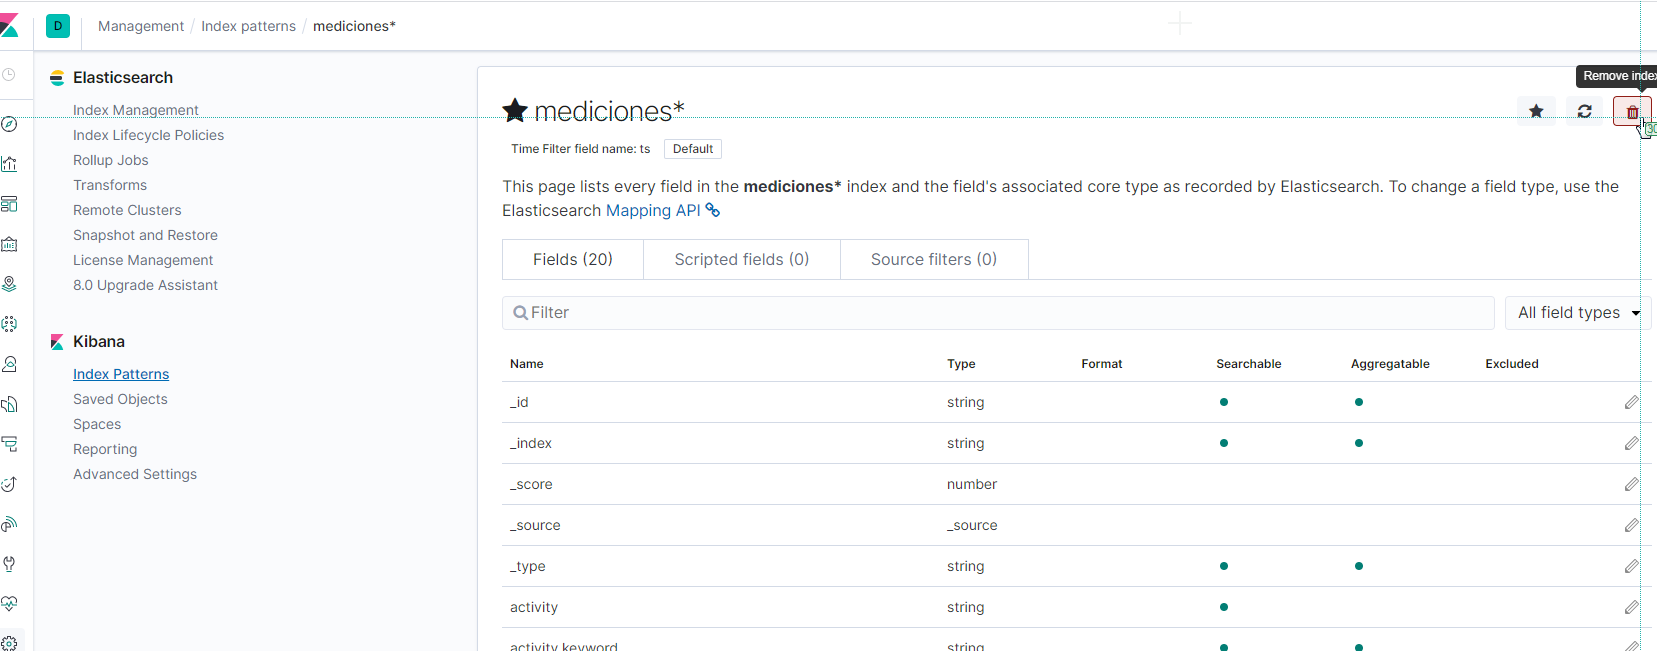 D Management / Index patterns / mediciones*
Elasticsearch
Index Management
Index Lifecycle Policies
Rollup Jobs
Transforms
Remote Clusters
Snapshot and Restore
License Management
8.0 Upgrade Assistant
Kibana
Index Patterns
Saved Objects
Spaces
Reporting
Advanced Settings
Remove index
mediciones*
Time Filter field name: ts Default
This page lists every field in the mediciones* index and the field's associated core type as recorded by Elasticsearch. To change a field type, use the
Elasticsearch Mapping API
Fields (20) Scripted fields (0) Source filters (0)
Filter All field types
Name Type Format Searchable Aggregatable Excluded
_id string
_index string
_score number
_source _source
_type string
activity string
activity.keyword string